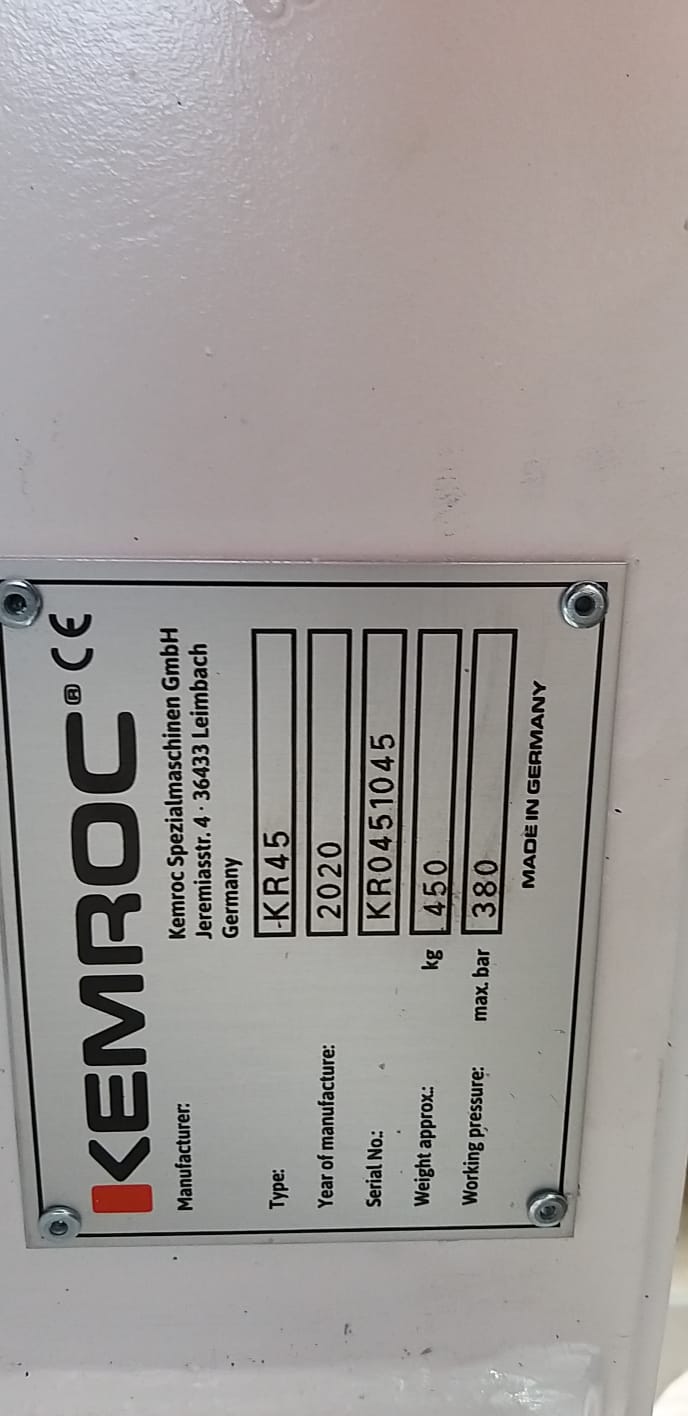 KEMROC® CE
Manufacturer: Kemroc Spezialmaschinen GmbH
Jeremiasstr. 4 · 36433 Leimbach
Germany
Type: -KR45
Year of manufacture: 2020
Serial No.: KR0451045
Weight approx.: kg 450
Working pressure: max. bar 380
MADE IN GERMANY